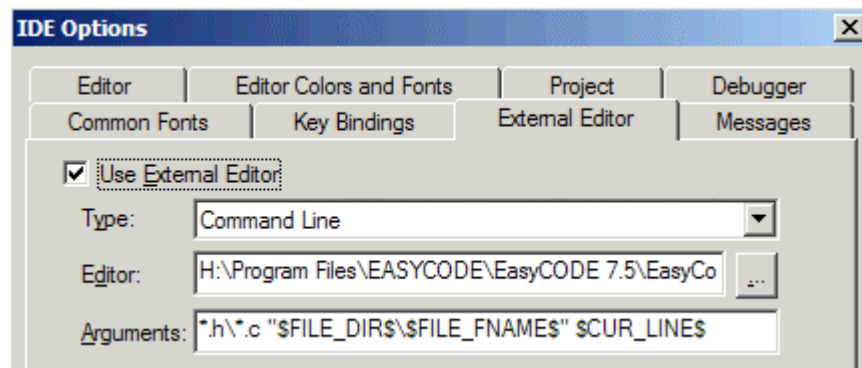 IDE Options
Editor Editor Colors and Fonts Project Debugger
Common Fonts Key Bindings External Editor Messages
Use External Editor
Type: Command Line
Editor: H:\Program Files\EASYCODE\EasyCODE 7.5\EasyCo ...
Arguments: *.h\*.c "$FILE_DIR$\$FILE_FNAME$" $CUR_LINE$